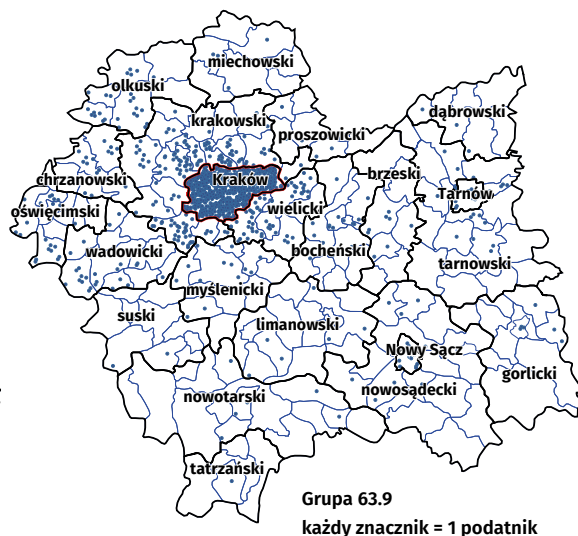 miechowski
olkuski
dąbrowski
krakowski
proszowicki
brzeski
chrzanowski
Kraków
Tarnów
oświęcimski
wielicki
wadowicki
bocheński
tarnowski
myślenicki
suski
limanowski
Nowy Sącz
gorlicki
nowotarski
nowosądecki
tatrzański
Grupa 63.9
każdy znacznik = 1 podatnik